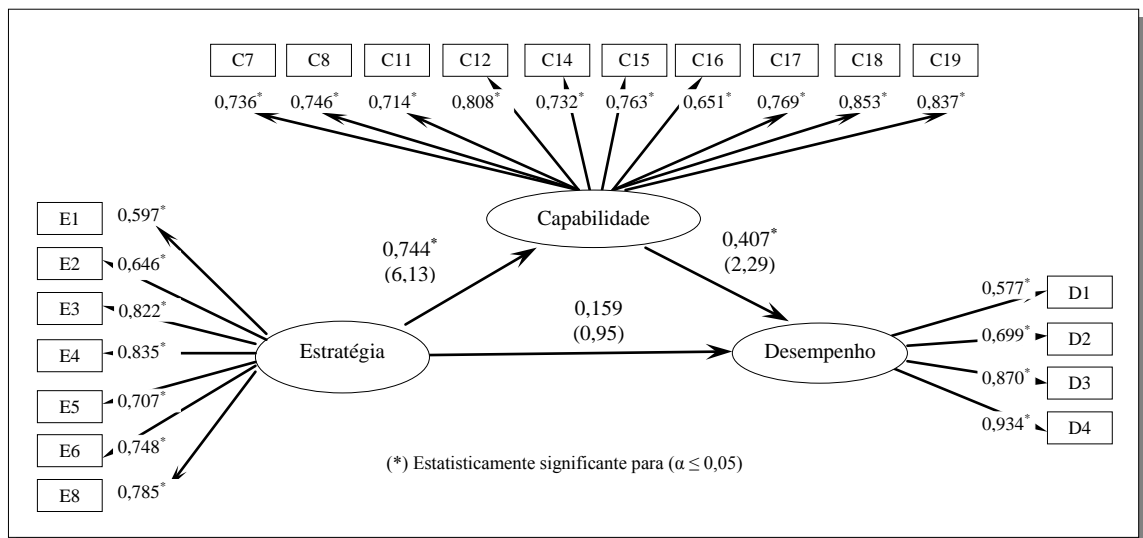 C7 C8 C11 C12 C14 C15 C16 C17 C18 C19
0,736* 0,746* 0,714* 0,808* 0,732* 0,763* 0,651* 0,769* 0,853* 0,837*
Capabilidade
E1 0,597*
E2 0,646*
E3 0,822*
E4 0,835*
E5 0,707*
E6 0,748*
E8 0,785*
0,744*
(6,13)
0,407*
(2,29)
0,159
(0,95)
Estratégia
Desempenho
0,577* D1
0,699* D2
0,870* D3
0,934* D4
(*) Estatisticamente significante para (α ≤ 0,05)